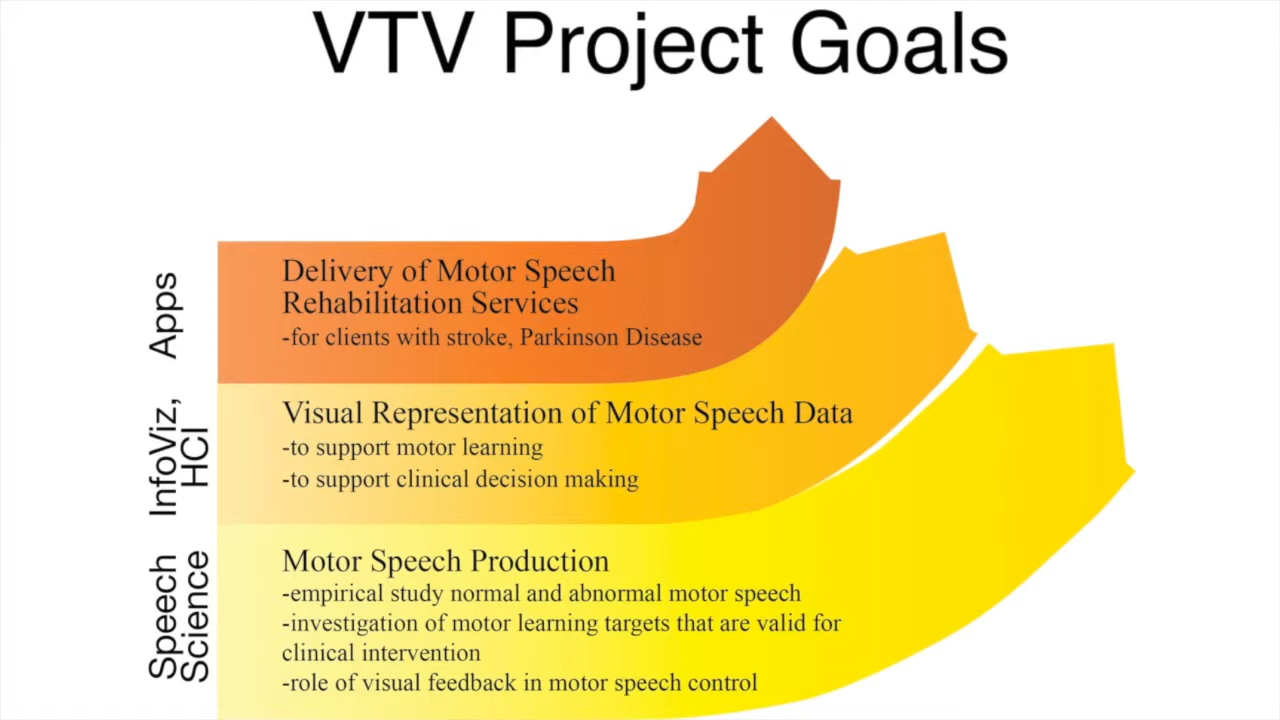 VTV Project Goals
Apps
Delivery of Motor Speech
Rehabilitation Services
-for clients with stroke, Parkinson Disease
InfoViz,
HCI
Visual Representation of Motor Speech Data
-to support motor learning
-to support clinical decision making
Speech
Science
Motor Speech Production
-empirical study normal and abnormal motor speech
-investigation of motor learning targets that are valid for
clinical intervention
-role of visual feedback in motor speech control